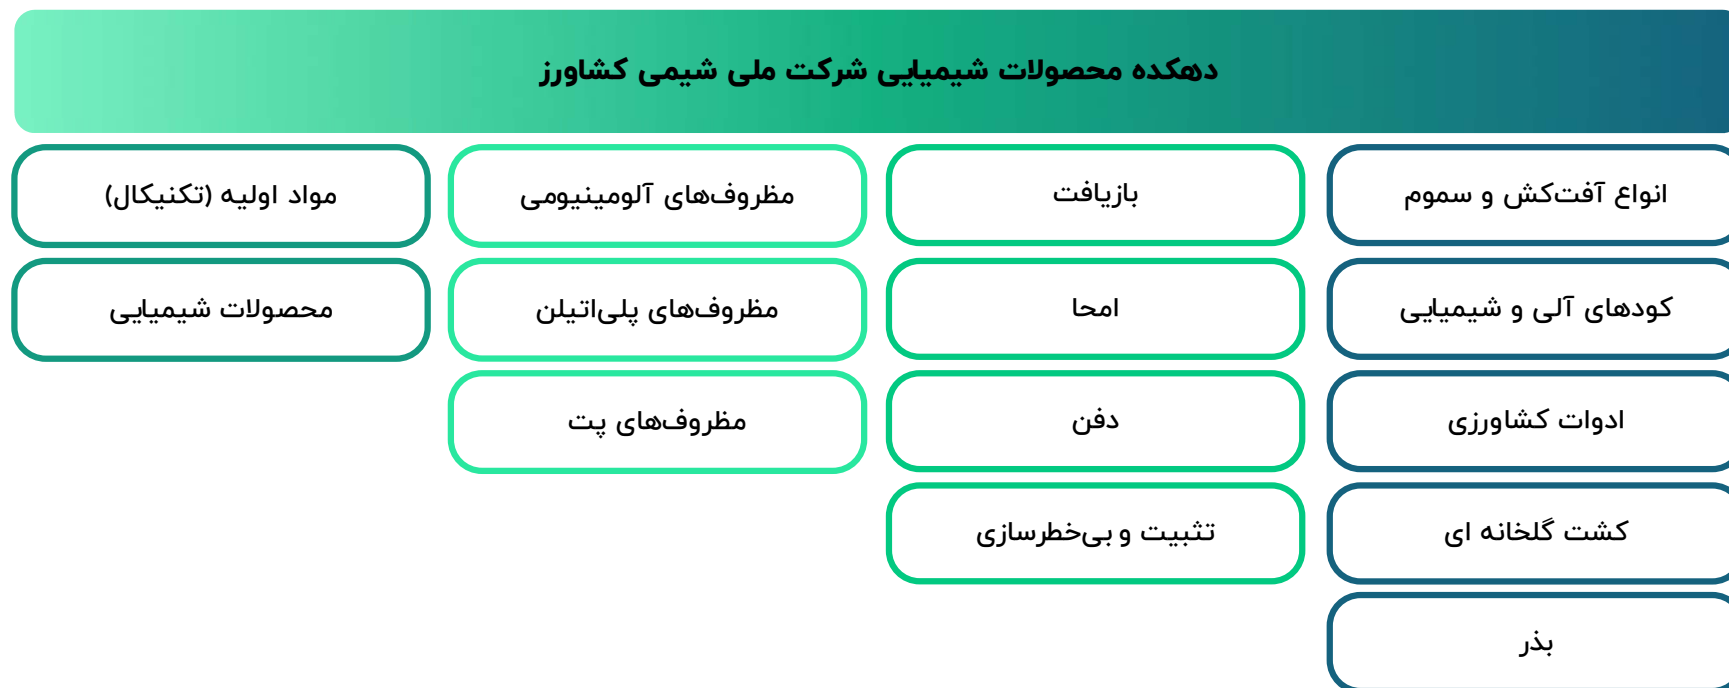 دهکده محصولات شیمیایی شرکت ملی شیمی کشاورز
انواع آفت‌کش و سموم
کودهای آلی و شیمیایی
ادوات کشاورزی
کشت گلخانه ای
بذر
بازیافت
امحا
دفن
تثبیت و بی‌خطرسازی
مظروف‌های آلومینیومی
مظروف‌های پلی‌اتیلن
مظروف‌های پت
مواد اولیه (تکنیکال)
محصولات شیمیایی